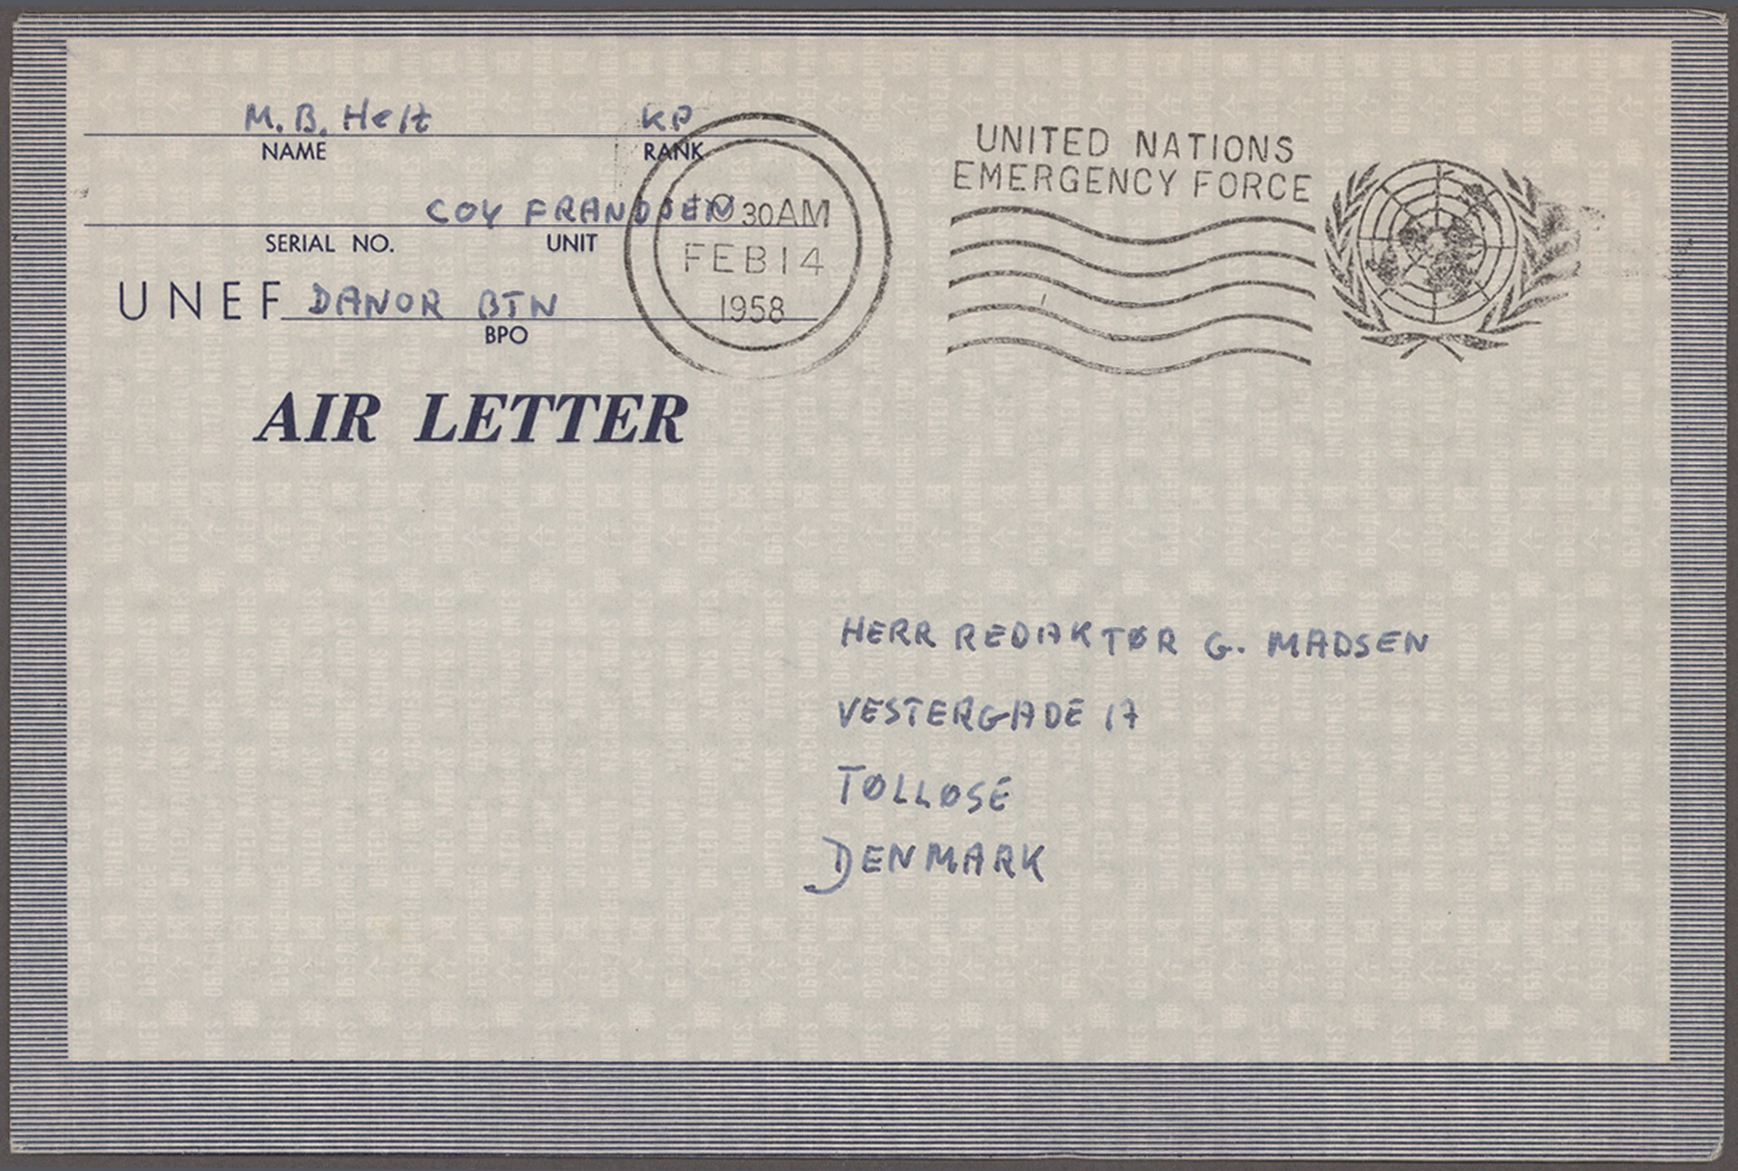 M. B. Helt KP
NAME RANK
COY FRANDSEN
SERIAL NO. UNIT
UNEF DANOR BTN
BPO
30AM
FEB 14
1958
UNITED NATIONS
EMERGENCY FORCE
AIR LETTER
HERR REDAKTØR G. MADSEN
VESTERGADE 17
TØLLØSE
DENMARK